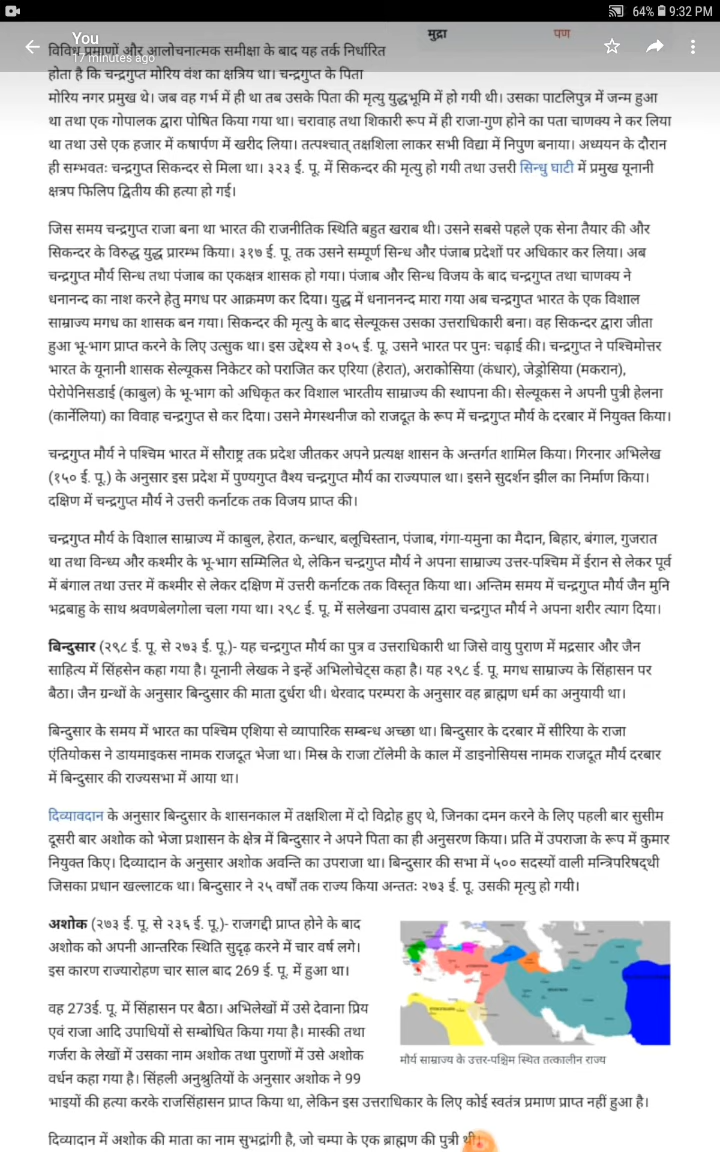 64% 9:32 PM
You
17 minutes ago
मुद्रा पण
विविध प्रमाणों और आलोचनात्मक समीक्षा के बाद यह तर्क निर्धारित
होता है कि चन्द्रगुप्त मोरिय वंश का क्षत्रिय था। चन्द्रगुप्त के पिता
मोरिय नगर प्रमुख थे। जब वह गर्भ में ही था तब उसके पिता की मृत्यु युद्धभूमि में हो गयी थी। उसका पाटलिपुत्र में जन्म हुआ
था तथा एक गोपालक द्वारा पोषित किया गया था। चरावाह तथा शिकारी रूप में ही राजा-गुण होने का पता चाणक्य ने कर लिया
था तथा उसे एक हजार में कषार्पण में खरीद लिया। तत्पश्चात् तक्षशिला लाकर सभी विद्या में निपुण बनाया। अध्ययन के दौरान
ही सम्भवतः चन्द्रगुप्त सिकन्दर से मिला था। ३२३ ई. पू. में सिकन्दर की मृत्यु हो गयी तथा उत्तरी सिन्धु घाटी में प्रमुख यूनानी
क्षत्रप फिलिप द्वितीय की हत्या हो गई।
जिस समय चन्द्रगुप्त राजा बना था भारत की राजनीतिक स्थिति बहुत खराब थी। उसने सबसे पहले एक सेना तैयार की और
सिकन्दर के विरुद्ध युद्ध प्रारम्भ किया। ३१७ ई. पू. तक उसने सम्पूर्ण सिन्ध और पंजाब प्रदेशों पर अधिकार कर लिया। अब
चन्द्रगुप्त मौर्य सिन्ध तथा पंजाब का एकक्षत्र शासक हो गया। पंजाब और सिन्ध विजय के बाद चन्द्रगुप्त तथा चाणक्य ने
धनानन्द का नाश करने हेतु मगध पर आक्रमण कर दिया। युद्ध में धनाननन्द मारा गया अब चन्द्रगुप्त भारत के एक विशाल
साम्राज्य मगध का शासक बन गया। सिकन्दर की मृत्यु के बाद सेल्यूकस उसका उत्तराधिकारी बना। वह सिकन्दर द्वारा जीता
हुआ भू-भाग प्राप्त करने के लिए उत्सुक था। इस उद्देश्य से ३०५ ई. पू. उसने भारत पर पुनः चढ़ाई की। चन्द्रगुप्त ने पश्‍चिमोत्तर
भारत के यूनानी शासक सेल्यूकस निकेटर को पराजित कर एरिया (हेरात), अराकोसिया (कंधार), जेड्रोसिया (मकरान),
पेरोपेनिसडाई (काबुल) के भू-भाग को अधिकृत कर विशाल भारतीय साम्राज्य की स्थापना की। सेल्यूकस ने अपनी पुत्री हेलना
(कार्नेलिया) का विवाह चन्द्रगुप्त से कर दिया। उसने मेगस्थनीज को राजदूत के रूप में चन्द्रगुप्त मौर्य के दरबार में नियुक्‍त किया।
चन्द्रगुप्त मौर्य ने पश्‍चिम भारत में सौराष्ट्र तक प्रदेश जीतकर अपने प्रत्यक्ष शासन के अन्तर्गत शामिल किया। गिरनार अभिलेख
(१५० ई. पू.) के अनुसार इस प्रदेश में पुण्यगुप्त वैश्य चन्द्रगुप्त मौर्य का राज्यपाल था। इसने सुदर्शन झील का निर्माण किया।
दक्षिण में चन्द्रगुप्त मौर्य ने उत्तरी कर्नाटक तक विजय प्राप्त की।
चन्द्रगुप्त मौर्य के विशाल साम्राज्य में काबुल, हेरात, कन्धार, बलूचिस्तान, पंजाब, गंगा-यमुना का मैदान, बिहार, बंगाल, गुजरात
था तथा विन्ध्य और कश्मीर के भू-भाग सम्मिलित थे, लेकिन चन्द्रगुप्त मौर्य ने अपना साम्राज्य उत्तर-पश्‍चिम में ईरान से लेकर पूर्व
में बंगाल तथा उत्तर में कश्मीर से लेकर दक्षिण में उत्तरी कर्नाटक तक विस्तृत किया था। अन्तिम समय में चन्द्रगुप्त मौर्य जैन मुनि
भद्रबाहु के साथ श्रवणबेलगोला चला गया था। २९८ ई. पू. में सलेखना उपवास द्वारा चन्द्रगुप्त मौर्य ने अपना शरीर त्याग दिया।
बिन्दुसार (२९८ ई. पू. से २७३ ई. पू.)- यह चन्द्रगुप्त मौर्य का पुत्र व उत्तराधिकारी था जिसे वायु पुराण में मद्रसार और जैन
साहित्य में सिंहसेन कहा गया है। यूनानी लेखक ने इन्हें अभिलोचेट्‍स कहा है। यह २९८ ई. पू. मगध साम्राज्य के सिंहासन पर
बैठा। जैन ग्रन्थों के अनुसार बिन्दुसार की माता दुर्धरा थी। थेरवाद परम्परा के अनुसार वह ब्राह्मण धर्म का अनुयायी था।
बिन्दुसार के समय में भारत का पश्‍चिम एशिया से व्यापारिक सम्बन्ध अच्छा था। बिन्दुसार के दरबार में सीरिया के राजा
एंतियोकस ने डायमाइकस नामक राजदूत भेजा था। मिस्र के राजा टॉलेमी के काल में डाइनोसियस नामक राजदूत मौर्य दरबार
में बिन्दुसार की राज्यसभा में आया था।
दिव्यावदान के अनुसार बिन्दुसार के शासनकाल में तक्षशिला में दो विद्रोह हुए थे, जिनका दमन करने के लिए पहली बार सुसीम
दूसरी बार अशोक को भेजा प्रशासन के क्षेत्र में बिन्दुसार ने अपने पिता का ही अनुसरण किया। प्रति में उपराजा के रूप में कुमार
नियुक्‍त किए। दिव्यादान के अनुसार अशोक अवन्ति का उपराजा था। बिन्दुसार की सभा में ५०० सदस्यों वाली मन्त्रिपरिषद्‍थी
जिसका प्रधान खल्लाटक था। बिन्दुसार ने २५ वर्षों तक राज्य किया अन्ततः २७३ ई. पू. उसकी मृत्यु हो गयी।
अशोक (२७३ ई. पू. से २३६ ई. पू.)- राजगद्दी प्राप्त होने के बाद
अशोक को अपनी आन्तरिक स्थिति सुदृढ़ करने में चार वर्ष लगे।
इस कारण राज्यारोहण चार साल बाद 269 ई. पू. में हुआ था।
वह 273ई. पू. में सिंहासन पर बैठा। अभिलेखों में उसे देवाना प्रिय
एवं राजा आदि उपाधियों से सम्बोधित किया गया है। मास्की तथा
गर्जरा के लेखों में उसका नाम अशोक तथा पुराणों में उसे अशोक
वर्धन कहा गया है। सिंहली अनुश्रुतियों के अनुसार अशोक ने 99
मौर्य साम्राज्य के उत्तर-पश्चिम स्थित तत्कालीन राज्य
भाइयों की हत्या करके राजसिंहासन प्राप्त किया था, लेकिन इस उत्तराधिकार के लिए कोई स्वतंत्र प्रमाण प्राप्त नहीं हुआ है।
दिव्यादान में अशोक की माता का नाम सुभद्रांगी है, जो चम्पा के एक ब्राह्मण की पुत्री थी।